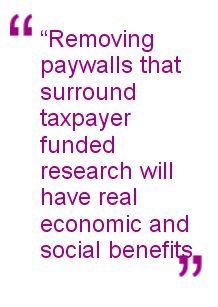 “Removing
paywalls that
surround
taxpayer
funded
research will
have real
economic and
social benefits